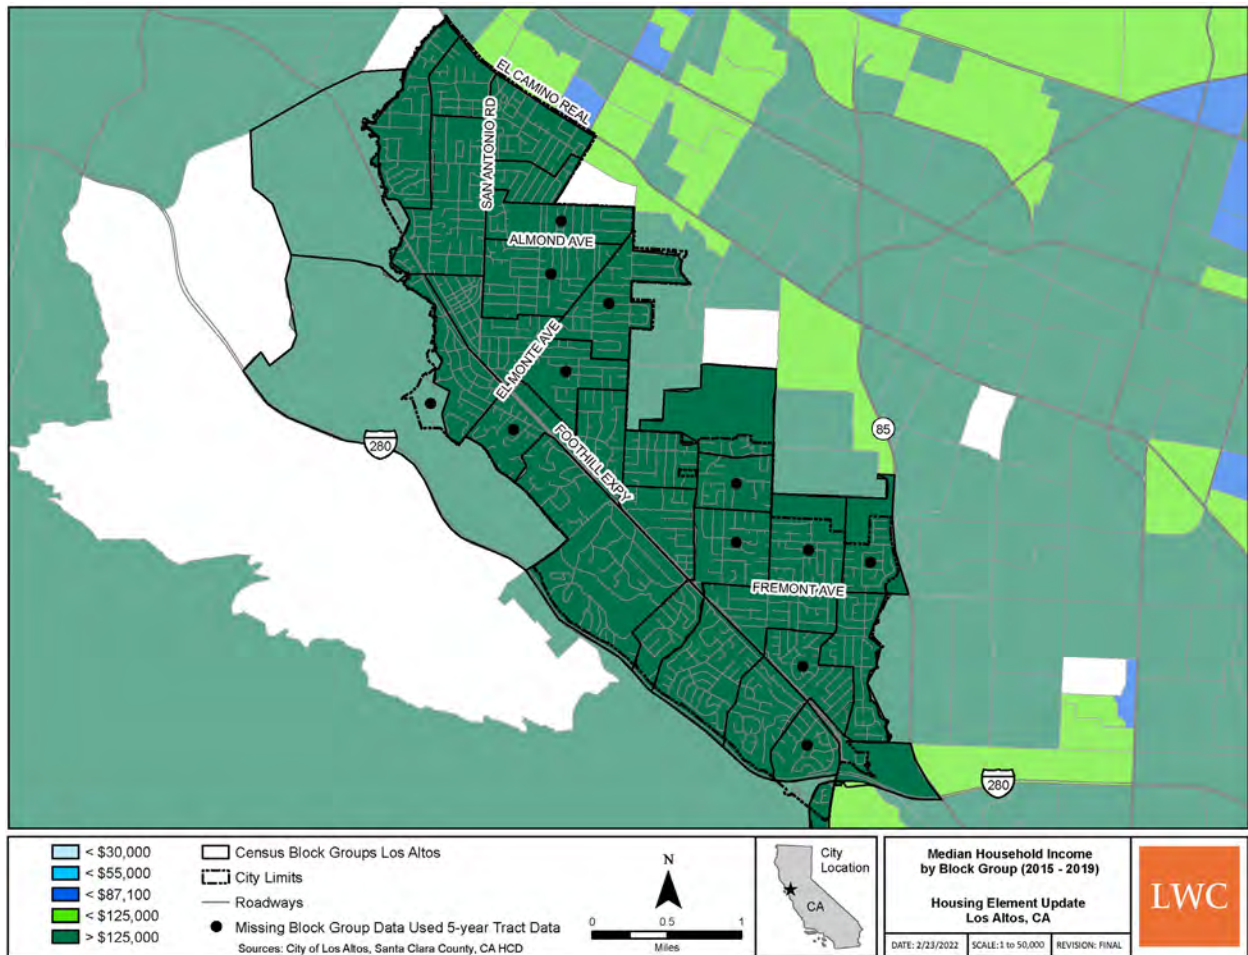 EL CAMINO REAL
SAN ANTONIO RD
ALMOND AVE
EL MONTE AVE
FOOTHILL EXPY
280
85
FREMONT AVE
280
< $30,000
< $55,000
< $87,100
< $125,000
> $125,000
Census Block Groups Los Altos
City Limits
Roadways
Missing Block Group Data Used 5-year Tract Data
Sources: City of Los Altos, Santa Clara County, CA HCD
N
0 0.5 1
Miles
City
Location
CA
Median Household Income
by Block Group (2015 - 2019)
Housing Element Update
Los Altos, CA
DATE: 2/23/2022 SCALE: 1 to 50,000 REVISION: FINAL
LWC